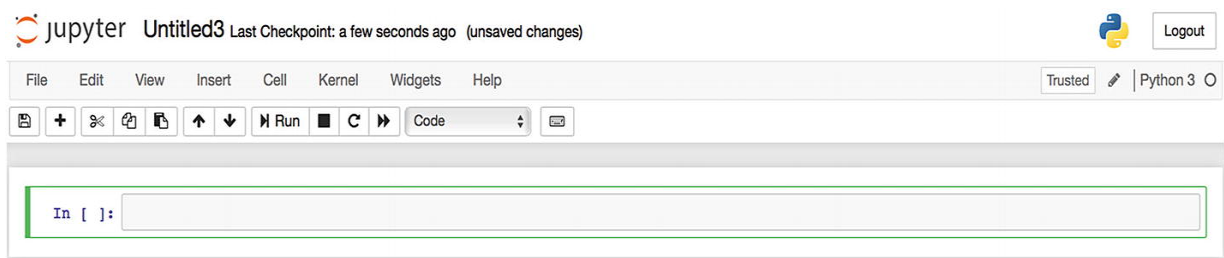 jupyter Untitled3 Last Checkpoint: a few seconds ago (unsaved changes) Logout
File Edit View Insert Cell Kernel Widgets Help Trusted Python 3
Run Code
In [ ]: